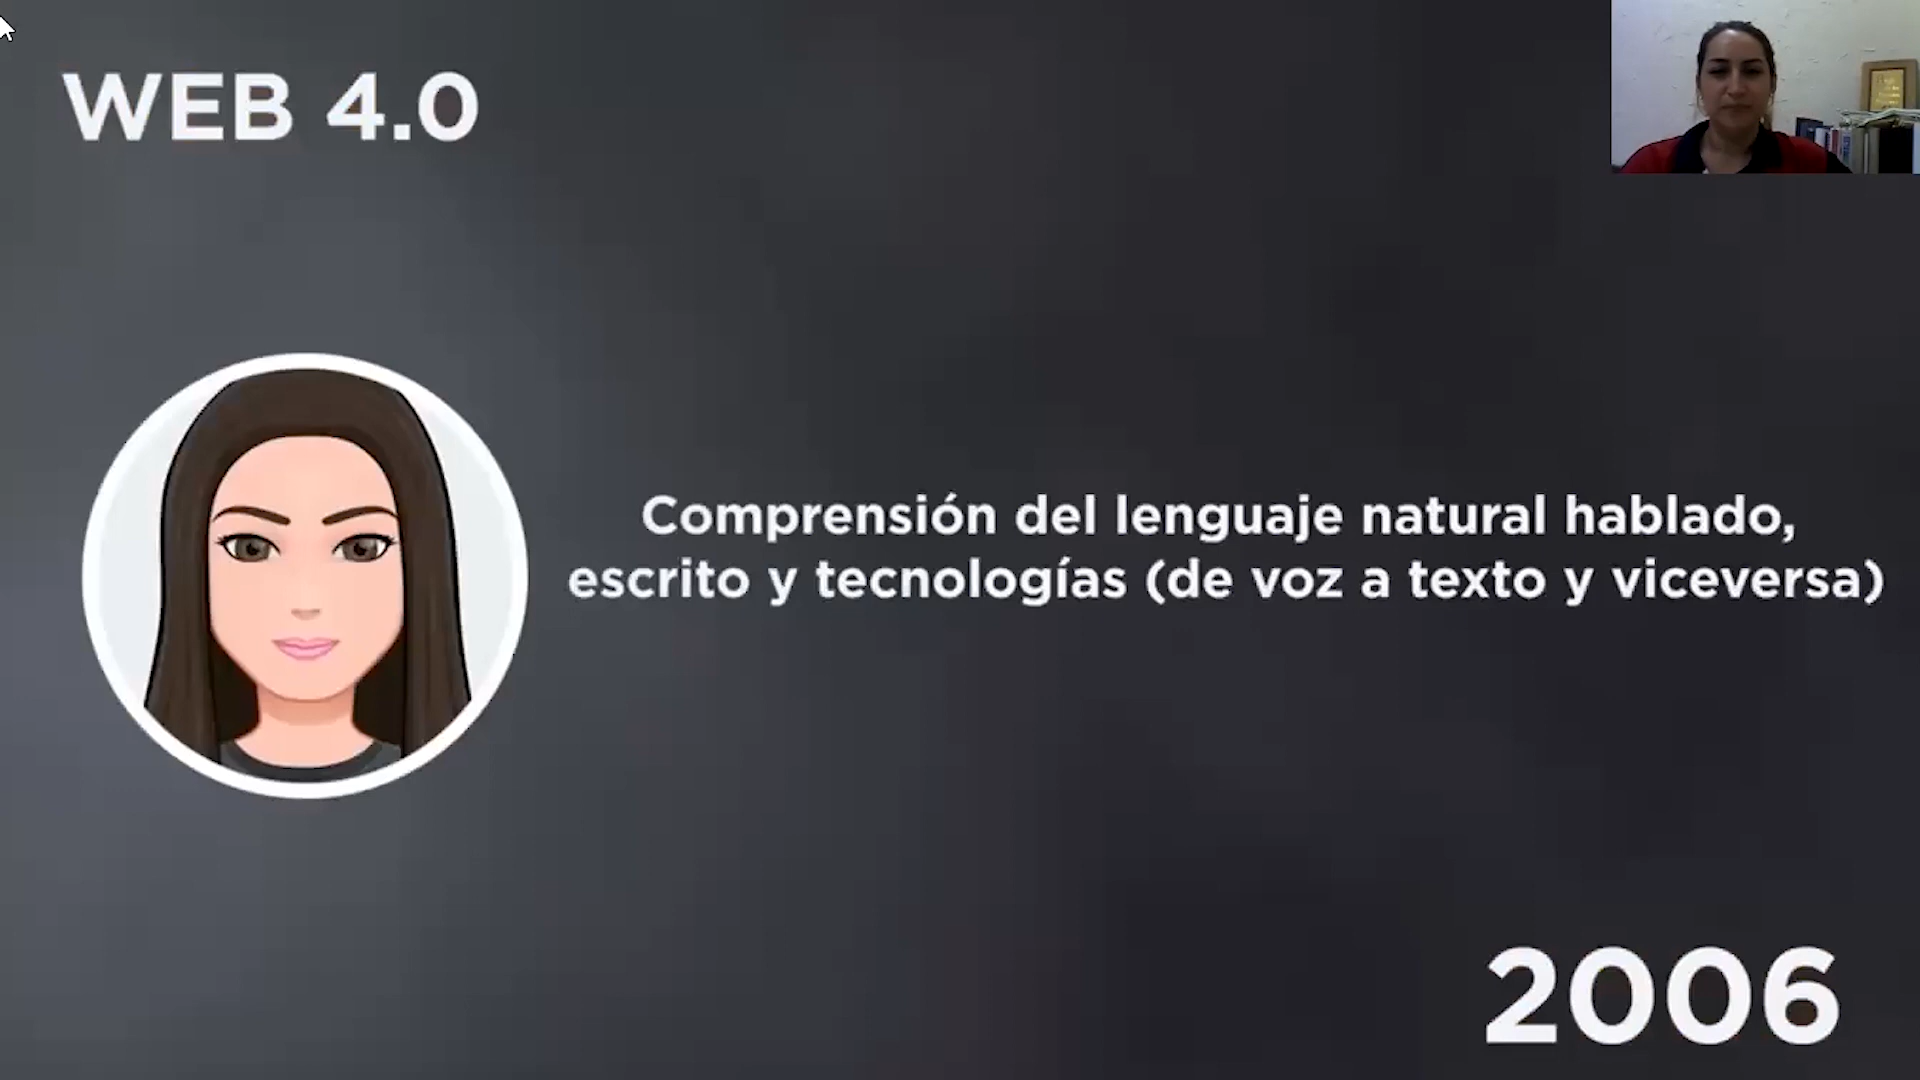 WEB 4.0
Comprensión del lenguaje natural hablado,
escrito y tecnologías (de voz a texto y viceversa)
2006